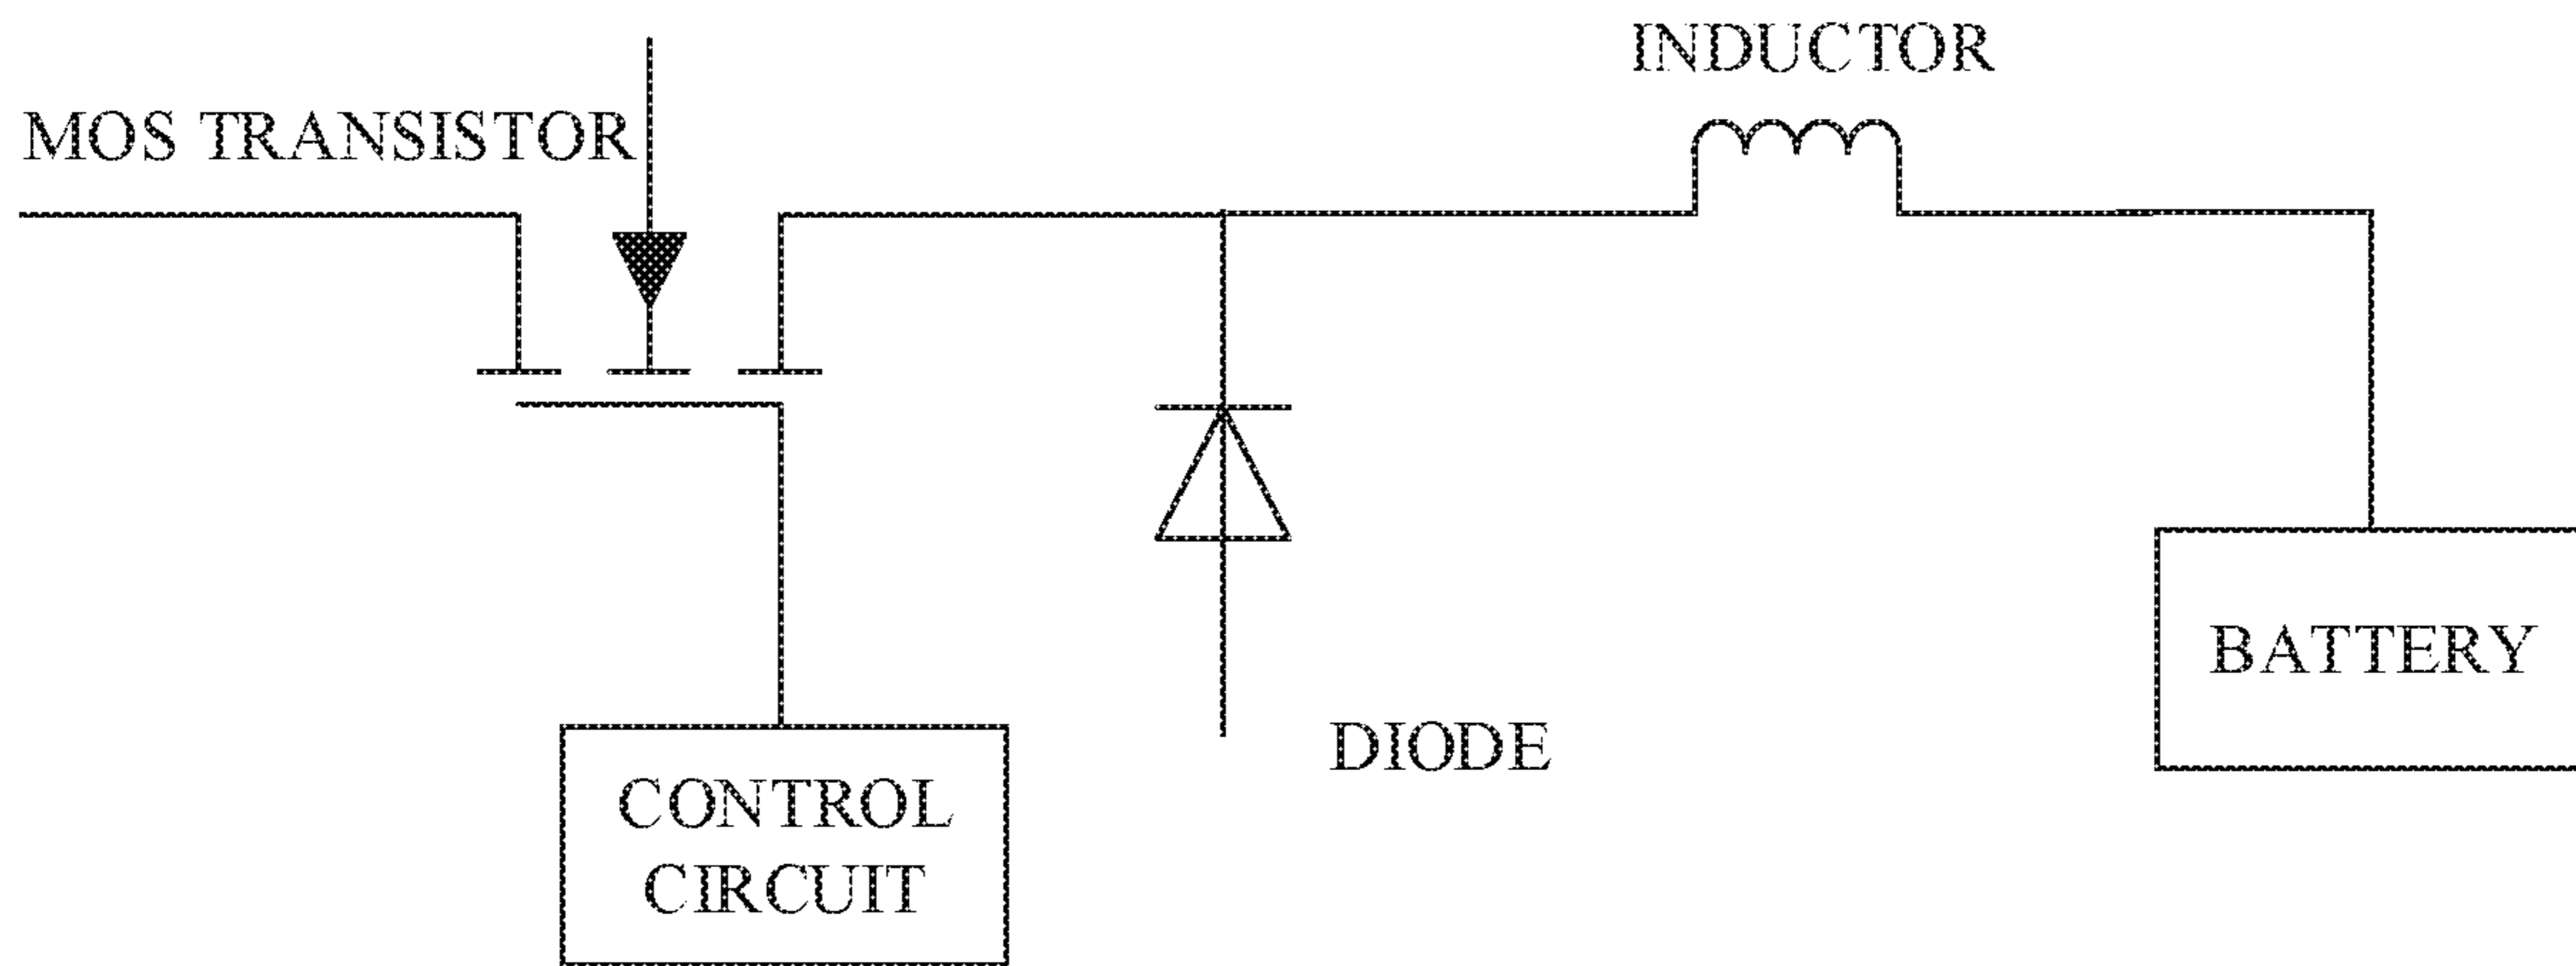 INDUCTOR
MOS TRANSISTOR
BATTERY
DIODE
CONTROL
CIRCUIT